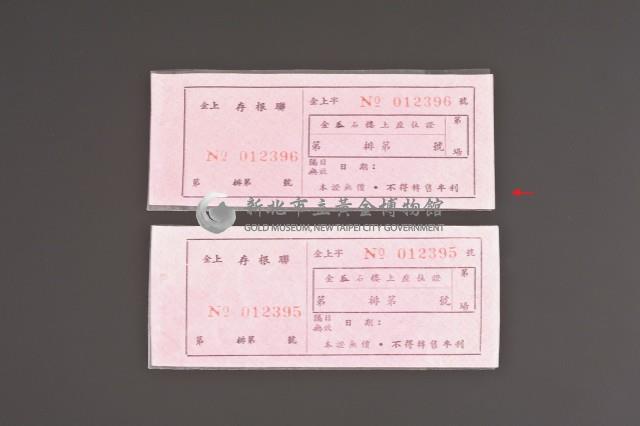 金上 存根聯
No 012396
第 排第 號
金上字 No 012396 號
金瓜石樓上座位證
第 排第 號
第 場
隔日無效 日期：
本證無價・不得轉售牟利
新北市立黃金博物館
GOLD MUSEUM, NEW TAIPEI CITY GOVERNMENT
金上 存根聯
No 012395
第 排第 號
金上字 No 012395 號
金瓜石樓上座位證
第 排第 號
第 場
隔日無效 日期：
本證無價・不得轉售牟利